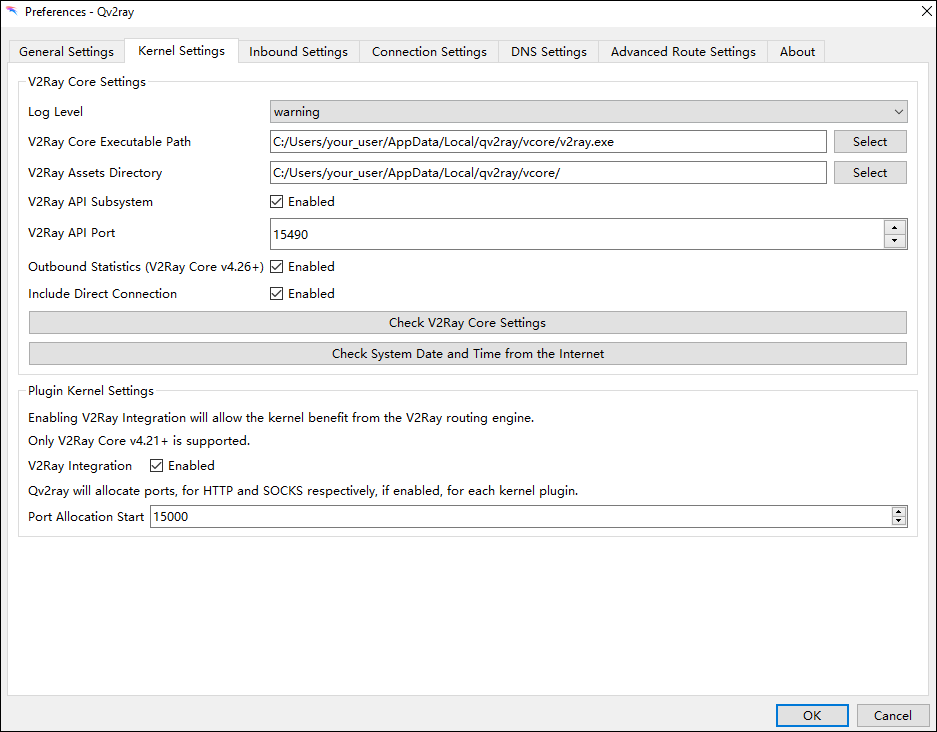 Preferences - Qv2ray
General Settings Kernel Settings Inbound Settings Connection Settings DNS Settings Advanced Route Settings About
V2Ray Core Settings
Log Level warning
V2Ray Core Executable Path C:/Users/your_user/AppData/Local/qv2ray/vcore/v2ray.exe Select
V2Ray Assets Directory C:/Users/your_user/AppData/Local/qv2ray/vcore/ Select
V2Ray API Subsystem Enabled
V2Ray API Port 15490
Outbound Statistics (V2Ray Core v4.26+) Enabled
Include Direct Connection Enabled
Check V2Ray Core Settings
Check System Date and Time from the Internet
Plugin Kernel Settings
Enabling V2Ray Integration will allow the kernel benefit from the V2Ray routing engine.
Only V2Ray Core v4.21+ is supported.
V2Ray Integration Enabled
Qv2ray will allocate ports, for HTTP and SOCKS respectively, if enabled, for each kernel plugin.
Port Allocation Start 15000
OK Cancel